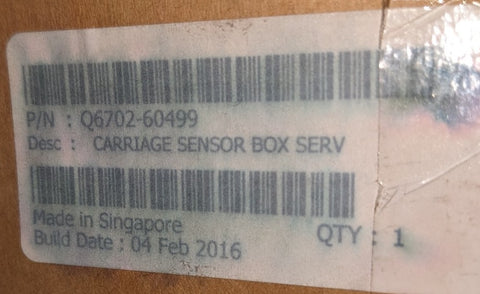 P/N : Q6702-60499
Desc : CARRIAGE SENSOR BOX SERV
Made in Singapore
Build Date : 04 Feb 2016
QTY : 1